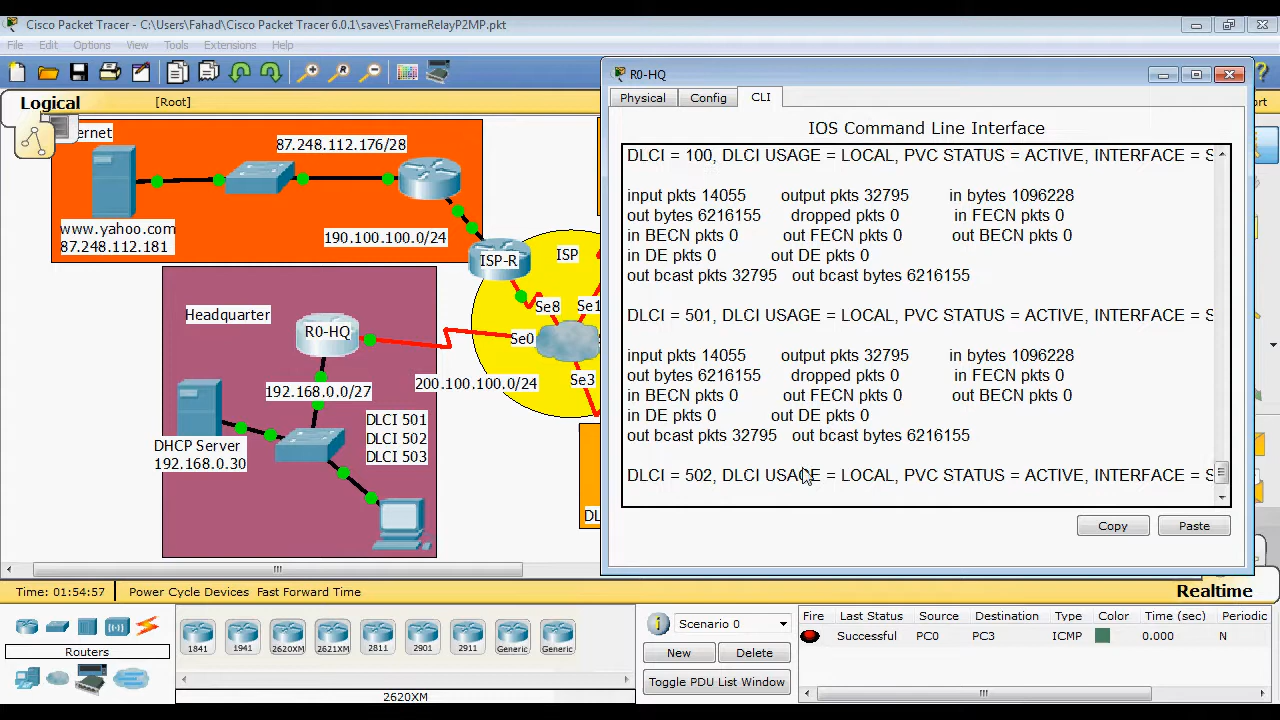 Cisco Packet Tracer - C:\Users\Fahad\Cisco Packet Tracer 6.0.1\saves\FrameRelayP2MP.pkt
File Edit Options View Tools Extensions Help
Logical [Root]
ernet
87.248.112.176/28
www.yahoo.com
87.248.112.181
190.100.100.0/24
ISP-R
ISP
Headquarter
R0-HQ
Se8
Se1
Se0
Se3
200.100.100.0/24
192.168.0.0/27
DLCI 501
DLCI 502
DLCI 503
DHCP Server
192.168.0.30
DL
R0-HQ
Physical Config CLI
IOS Command Line Interface
DLCI = 100, DLCI USAGE = LOCAL, PVC STATUS = ACTIVE, INTERFACE = S
input pkts 14055 output pkts 32795 in bytes 1096228
out bytes 6216155 dropped pkts 0 in FECN pkts 0
in BECN pkts 0 out FECN pkts 0 out BECN pkts 0
in DE pkts 0 out DE pkts 0
out bcast pkts 32795 out bcast bytes 6216155
DLCI = 501, DLCI USAGE = LOCAL, PVC STATUS = ACTIVE, INTERFACE = S
input pkts 14055 output pkts 32795 in bytes 1096228
out bytes 6216155 dropped pkts 0 in FECN pkts 0
in BECN pkts 0 out FECN pkts 0 out BECN pkts 0
in DE pkts 0 out DE pkts 0
out bcast pkts 32795 out bcast bytes 6216155
DLCI = 502, DLCI USAGE = LOCAL, PVC STATUS = ACTIVE, INTERFACE = S
Copy Paste
ort
Time: 01:54:57 Power Cycle Devices Fast Forward Time Realtime
Routers
1841 1941 2620XM 2621XM 2811 2901 2911 Generic Generic
2620XM
Scenario 0
New Delete
Toggle PDU List Window
Fire Last Status Source Destination Type Color Time (sec) Periodic
Successful PC0 PC3 ICMP 0.000 N